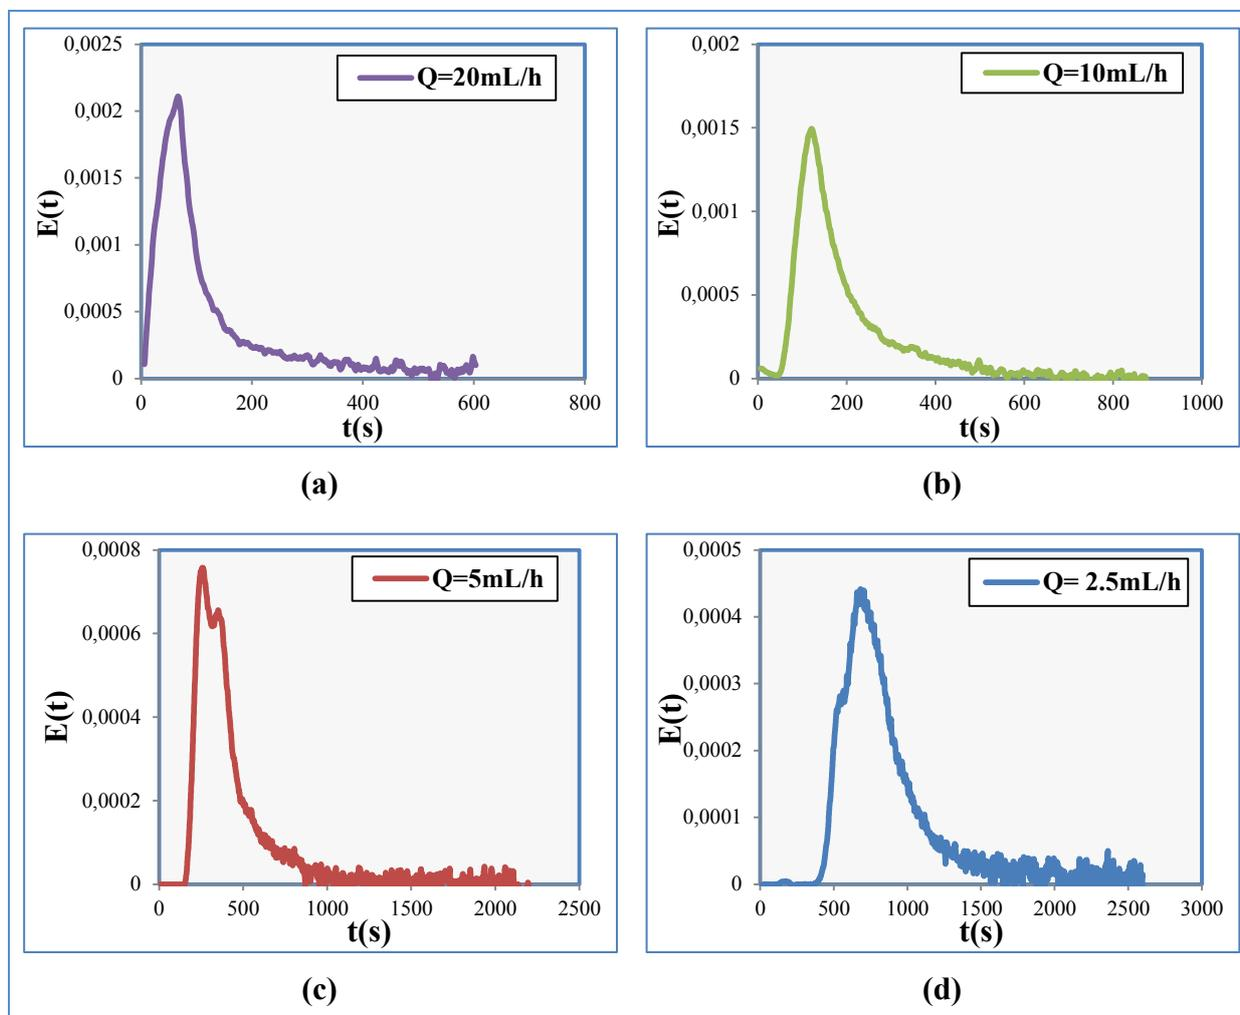 0,0025
Q=20mL/h
0,002
0,0015
0,001
0,0005
0
E(t)
0 200 400 600 800
t(s)
(a)
0,002
Q=10mL/h
0,0015
0,001
0,0005
0
E(t)
0 200 400 600 800 1000
t(s)
(b)
0,0008
Q=5mL/h
0,0006
0,0004
0,0002
0
E(t)
0 500 1000 1500 2000 2500
t(s)
(c)
0,0005
Q= 2.5mL/h
0,0004
0,0003
0,0002
0,0001
0
E(t)
0 500 1000 1500 2000 2500 3000
t(s)
(d)